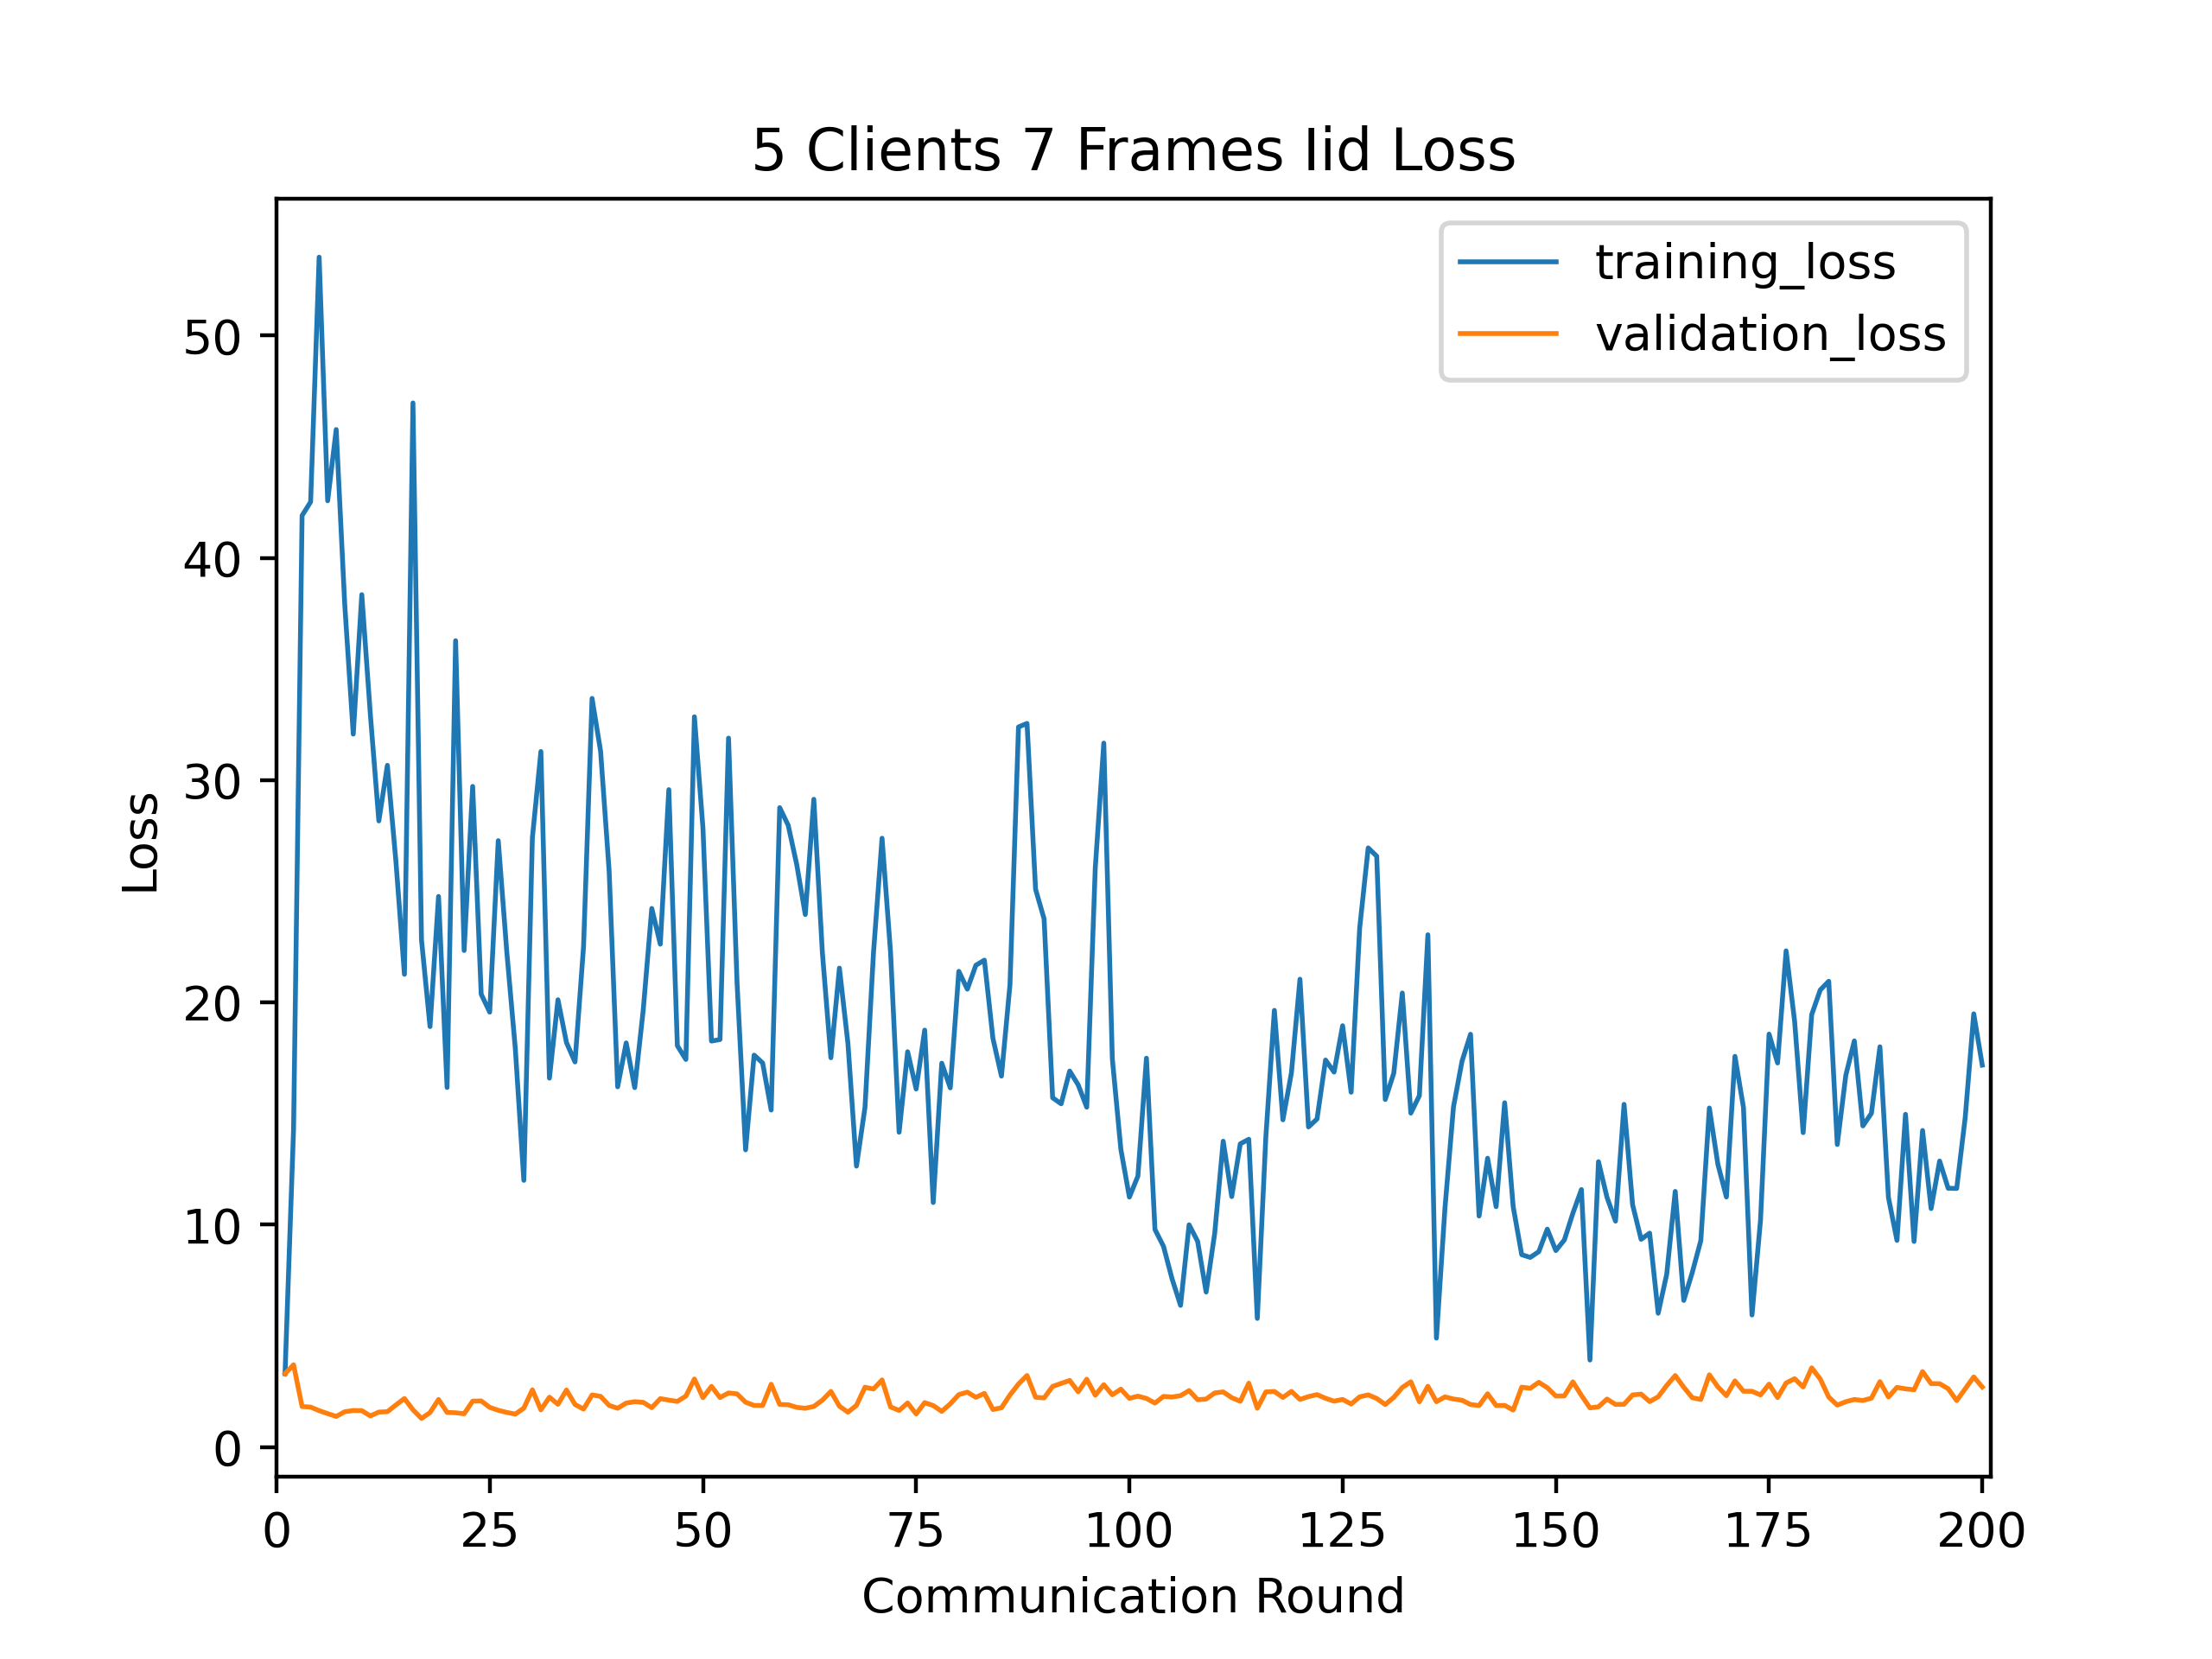 5 Clients 7 Frames Iid Loss
training_loss
validation_loss
Loss
50
40
30
20
10
0
0 25 50 75 100 125 150 175 200
Communication Round